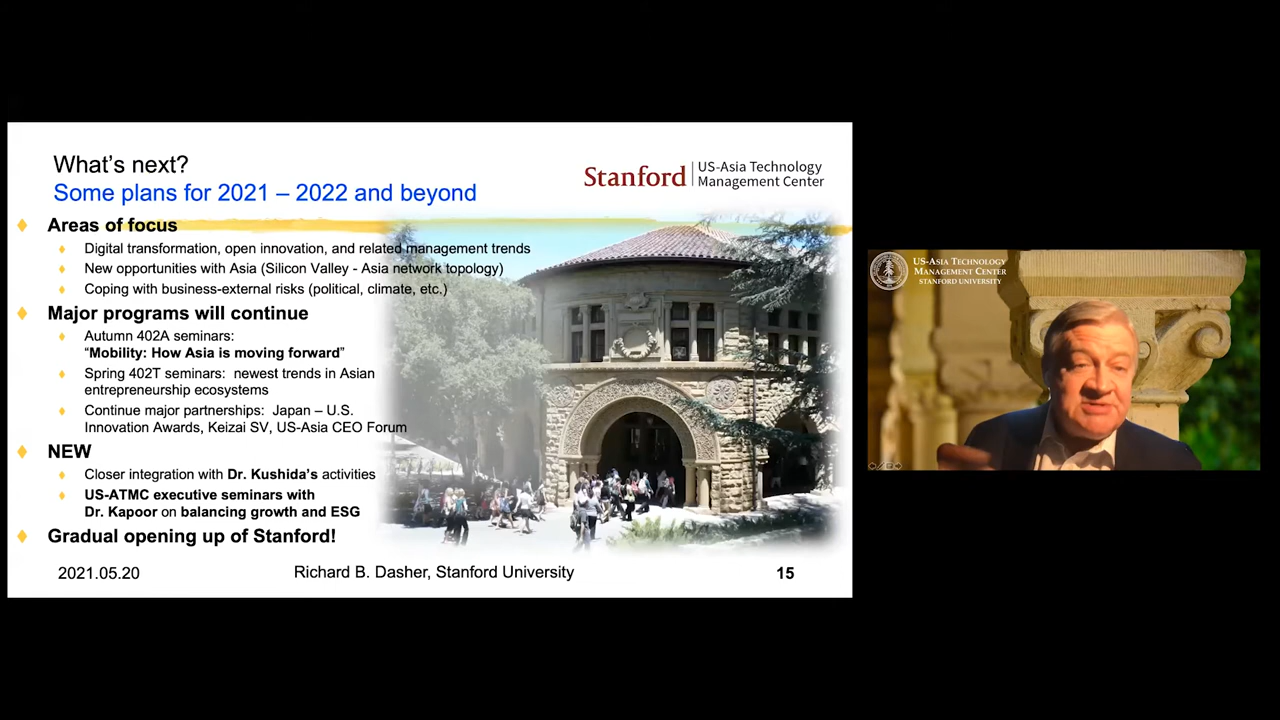 What's next?
Some plans for 2021 – 2022 and beyond
Stanford
US-Asia Technology
Management Center
Areas of focus
Digital transformation, open innovation, and related management trends
New opportunities with Asia (Silicon Valley - Asia network topology)
Coping with business-external risks (political, climate, etc.)
Major programs will continue
Autumn 402A seminars:
“Mobility: How Asia is moving forward”
Spring 402T seminars: newest trends in Asian
entrepreneurship ecosystems
Continue major partnerships: Japan – U.S.
Innovation Awards, Keizai SV, US-Asia CEO Forum
NEW
Closer integration with Dr. Kushida's activities
US-ATMC executive seminars with
Dr. Kapoor on balancing growth and ESG
Gradual opening up of Stanford!
2021.05.20
Richard B. Dasher, Stanford University
15
US-Asia Technology
Management Center
Stanford University